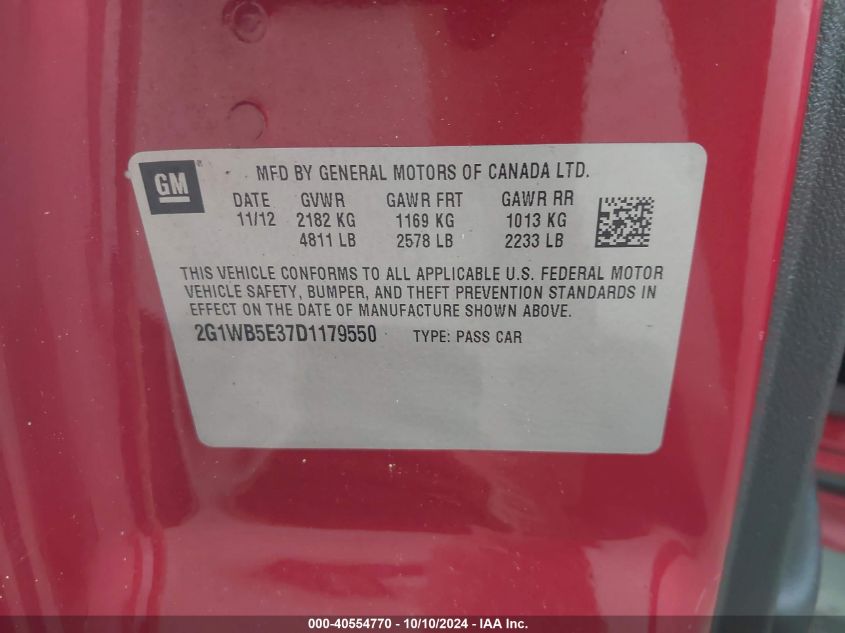 GM
MFD BY GENERAL MOTORS OF CANADA LTD.
DATE GVWR GAWR FRT GAWR RR
11/12 2182 KG 1169 KG 1013 KG
4811 LB 2578 LB 2233 LB
THIS VEHICLE CONFORMS TO ALL APPLICABLE U.S. FEDERAL MOTOR
VEHICLE SAFETY, BUMPER, AND THEFT PREVENTION STANDARDS IN
EFFECT ON THE DATE OF MANUFACTURE SHOWN ABOVE.
2G1WB5E37D1179550 TYPE: PASS CAR
000-40554770 - 10/10/2024 - IAA Inc.